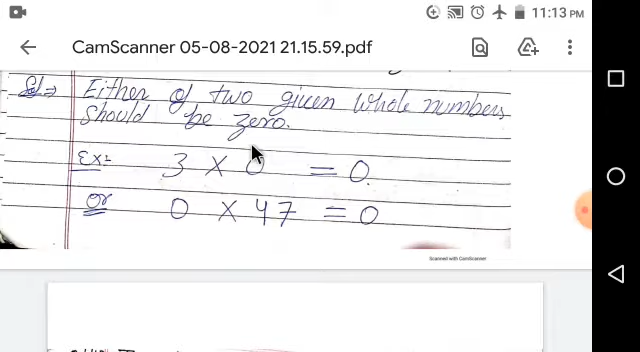 11:13 PM
CamScanner 05-08-2021 21.15.59.pdf
Sol⇒ Either of two given whole numbers
should be zero.
Ex:- 3 × 0 = 0.
or 0 × 47 = 0
Scanned with CamScanner